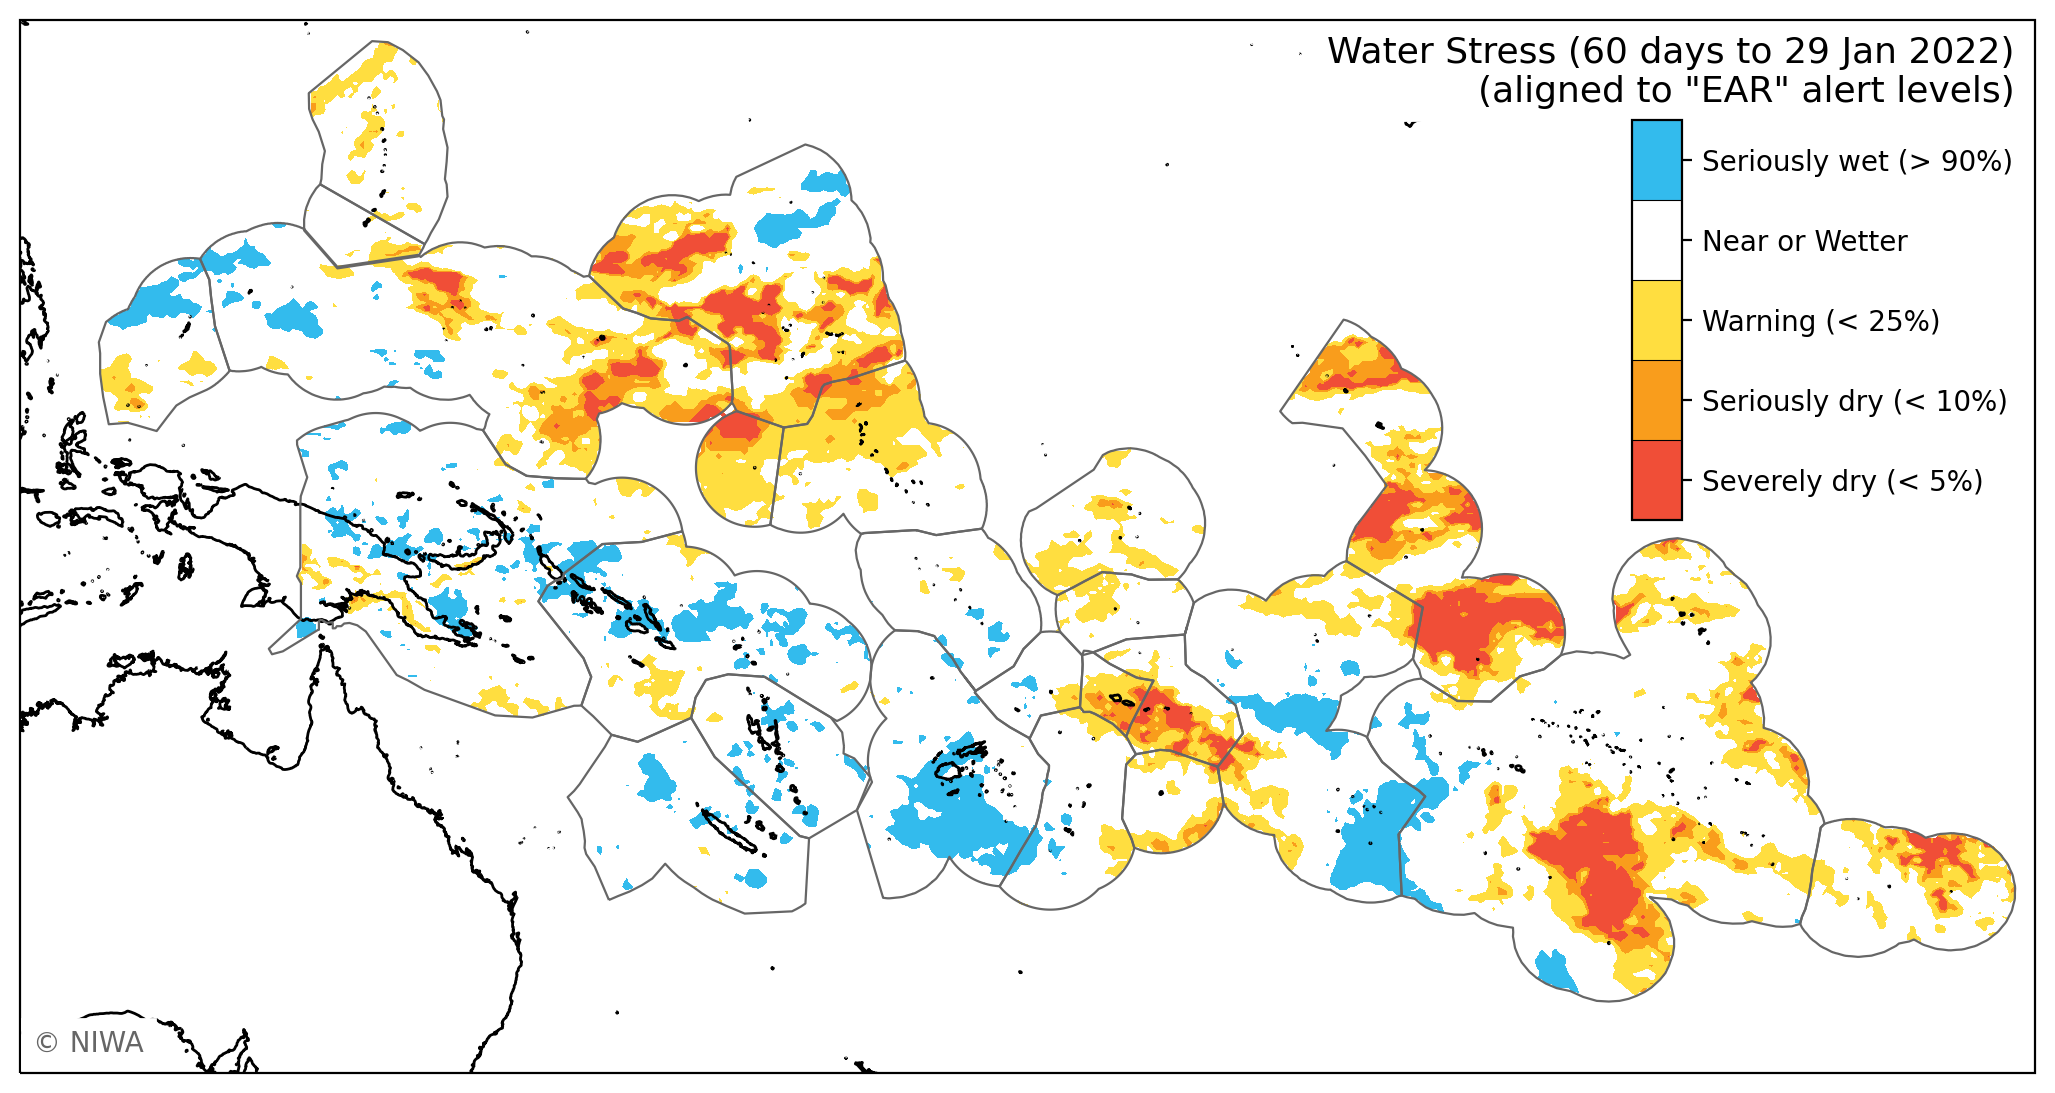 Water Stress (60 days to 29 Jan 2022)
(aligned to "EAR" alert levels)
Seriously wet (> 90%)
Near or Wetter
Warning (< 25%)
Seriously dry (< 10%)
Severely dry (< 5%)
© NIWA